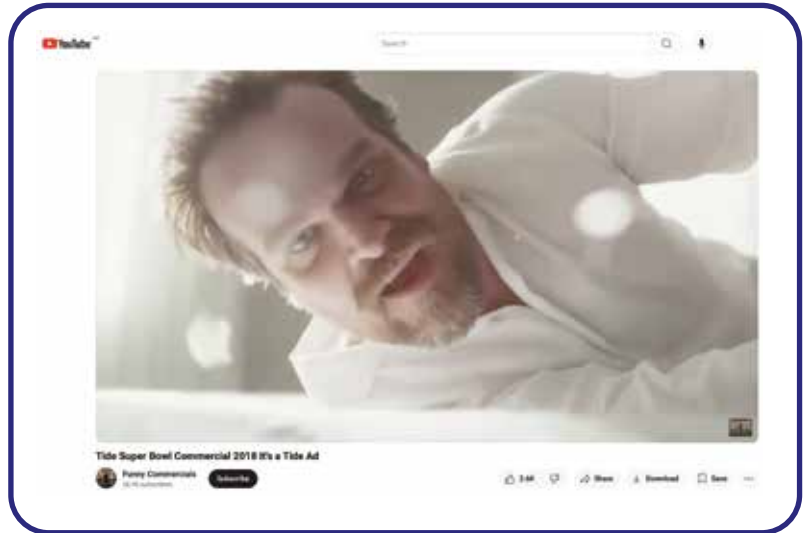 YouTube
Search
Tide Super Bowl Commercial 2018 It's a Tide Ad
Funny Commercials
Subscribe
Share
Download
Save